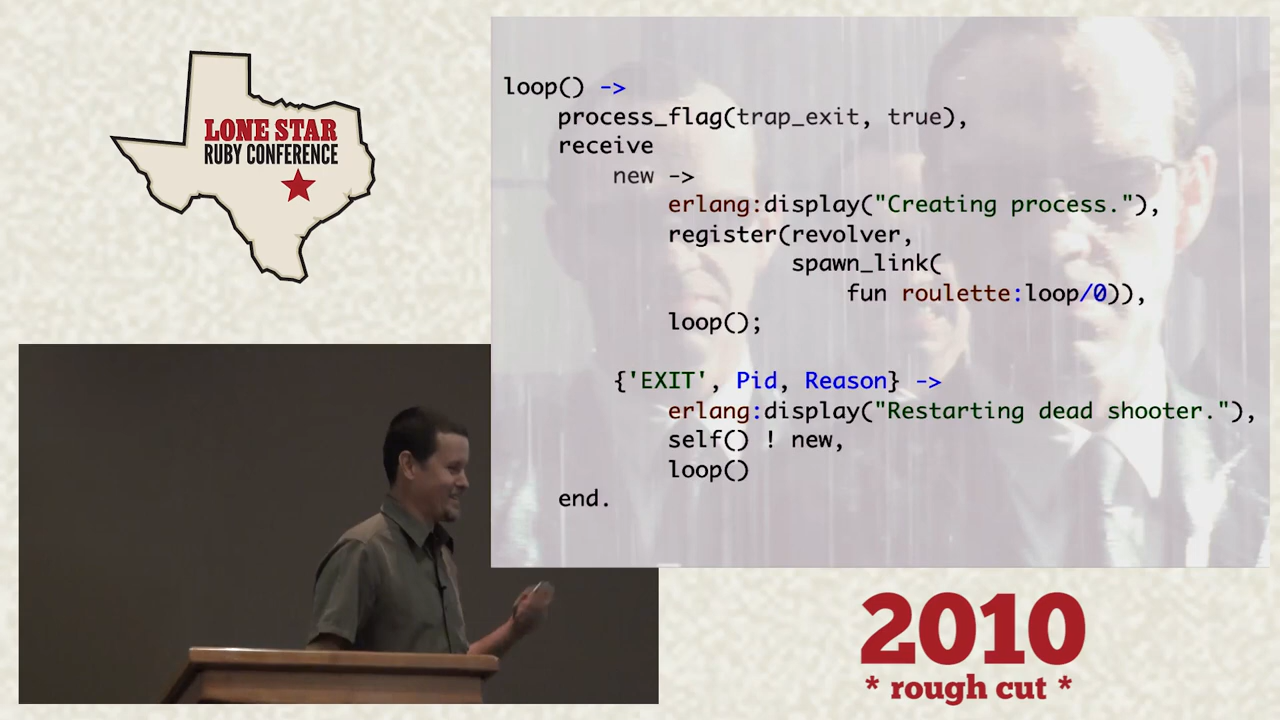 LONE STAR
RUBY CONFERENCE
loop() ->
process_flag(trap_exit, true),
receive
new ->
erlang:display("Creating process."),
register(revolver,
spawn_link(
fun roulette:loop/0)),
loop();
{'EXIT', Pid, Reason} ->
erlang:display("Restarting dead shooter."),
self() ! new,
loop()
end.
2010
* rough cut *